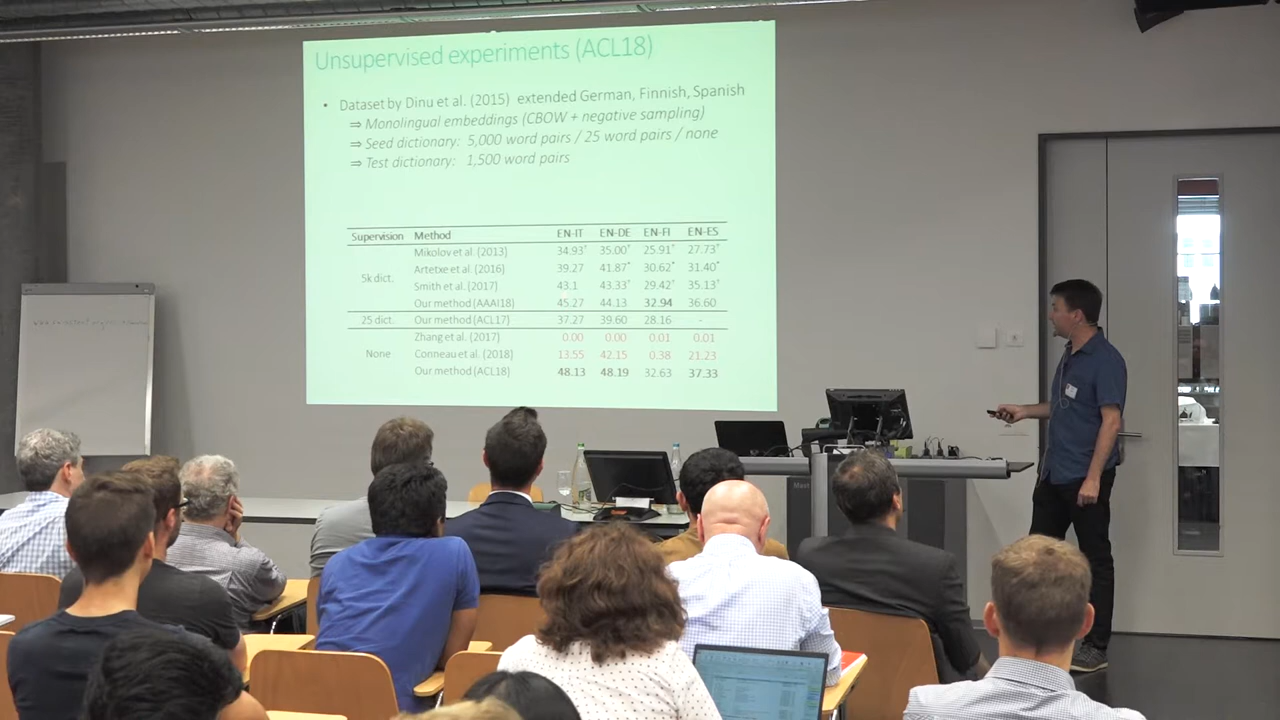 Unsupervised experiments (ACL18)
• Dataset by Dinu et al. (2015) extended German, Finnish, Spanish
⇒ Monolingual embeddings (CBOW + negative sampling)
⇒ Seed dictionary: 5,000 word pairs / 25 word pairs / none
⇒ Test dictionary: 1,500 word pairs
Supervision Method EN-IT EN-DE EN-FI EN-ES
Mikolov et al. (2013) 34.93* 35.00* 25.91* 27.73*
5k dict. Artetxe et al. (2016) 39.27 41.87* 30.62* 31.40*
Smith et al. (2017) 43.1 43.33* 29.42* 35.13*
Our method (AAAI18) 45.27 44.13 32.94 36.60
25 dict. Our method (ACL17) 37.27 39.60 28.16 -
Zhang et al. (2017) 0.00 0.00 0.01 0.01
None Conneau et al. (2018) 13.55 42.15 0.38 21.23
Our method (ACL18) 48.13 48.19 32.63 37.33